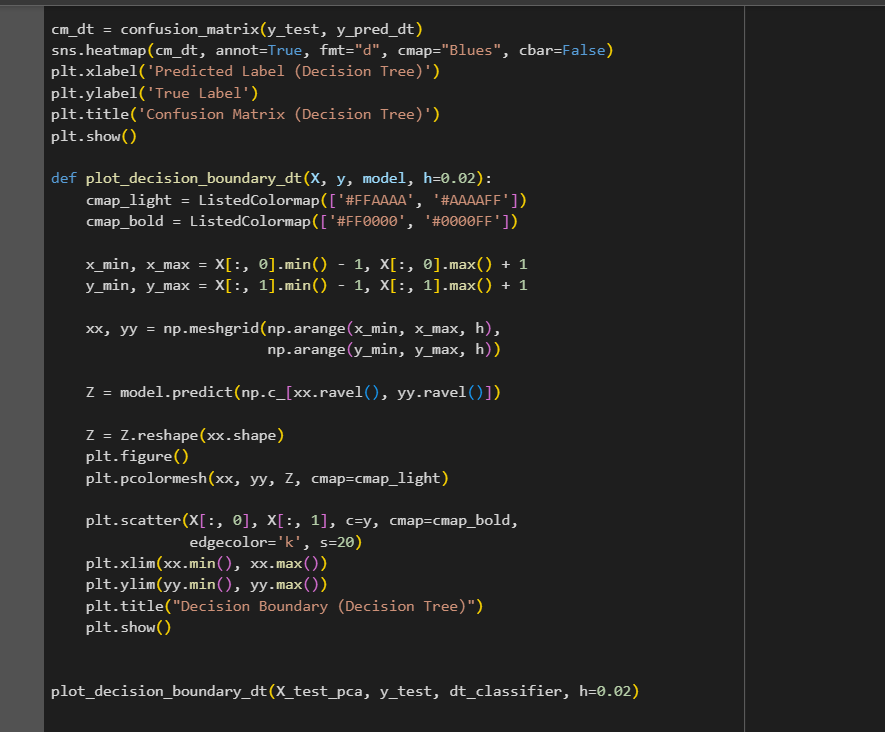 cm_dt = confusion_matrix(y_test, y_pred_dt)
sns.heatmap(cm_dt, annot=True, fmt="d", cmap="Blues", cbar=False)
plt.xlabel('Predicted Label (Decision Tree)')
plt.ylabel('True Label')
plt.title('Confusion Matrix (Decision Tree)')
plt.show()

def plot_decision_boundary_dt(X, y, model, h=0.02):
    cmap_light = ListedColormap(['#FFAAAA', '#AAAAFF'])
    cmap_bold = ListedColormap(['#FF0000', '#0000FF'])

    x_min, x_max = X[:, 0].min() - 1, X[:, 0].max() + 1
    y_min, y_max = X[:, 1].min() - 1, X[:, 1].max() + 1

    xx, yy = np.meshgrid(np.arange(x_min, x_max, h),
                         np.arange(y_min, y_max, h))

    Z = model.predict(np.c_[xx.ravel(), yy.ravel()])

    Z = Z.reshape(xx.shape)
    plt.figure()
    plt.pcolormesh(xx, yy, Z, cmap=cmap_light)

    plt.scatter(X[:, 0], X[:, 1], c=y, cmap=cmap_bold,
                edgecolor='k', s=20)
    plt.xlim(xx.min(), xx.max())
    plt.ylim(yy.min(), yy.max())
    plt.title("Decision Boundary (Decision Tree)")
    plt.show()


plot_decision_boundary_dt(X_test_pca, y_test, dt_classifier, h=0.02)